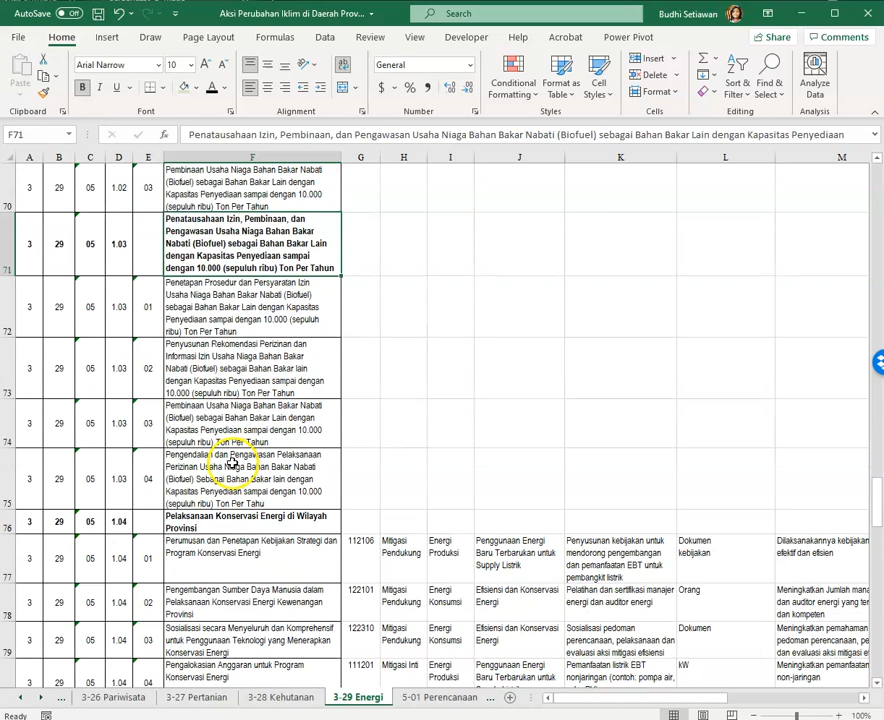 AutoSave Off Aksi Perubahan Iklim di Daerah Prov... Search Budhi Setiawan
File Home Insert Draw Page Layout Formulas Data Review View Developer Help Acrobat Power Pivot Share Comments
Paste Arial Narrow 10 General Conditional Formatting Format as Table Cell Styles Insert Delete Format Sort & Filter Find & Select Analyze Data
B I U A $ % 
Clipboard Font Alignment Number Styles Cells Editing Analysis
F71 fx Penatausahaan Izin, Pembinaan, dan Pengawasan Usaha Niaga Bahan Bakar Nabati (Biofuel) sebagai Bahan Bakar Lain dengan Kapasitas Penyediaan
A B C D E F G H I J K L M
70 3 29 05 1.02 03
Pembinaan Usaha Niaga Bahan Bakar Nabati
(Biofuel) sebagai Bahan Bakar Lain dengan
Kapasitas Penyediaan sampai dengan 10.000
(sepuluh ribu) Ton Per Tahun
71 3 29 05 1.03
Penatausahaan Izin, Pembinaan, dan
Pengawasan Usaha Niaga Bahan Bakar
Nabati (Biofuel) sebagai Bahan Bakar Lain
dengan Kapasitas Penyediaan sampai
dengan 10.000 (sepuluh ribu) Ton Per Tahun
72 3 29 05 1.03 01
Penetapan Prosedur dan Persyaratan Izin
Usaha Niaga Bahan Bakar Nabati (Biofuel)
sebagai Bahan Bakar Lain dengan Kapasitas
Penyediaan sampai dengan 10.000 (sepuluh
ribu) Ton Per Tahun
73 3 29 05 1.03 02
Penyusunan Rekomendasi Perizinan dan
Informasi Izin Usaha Niaga Bahan Bakar
Nabati (Biofuel) sebagai Bahan Bakar lain
dengan Kapasitas Penyediaan sampai dengan
10.000 (sepuluh ribu) Ton Per Tahun
74 3 29 05 1.03 03
Pembinaan Usaha Niaga Bahan Bakar Nabati
(Biofuel) sebagai Bahan Bakar Lain dengan
Kapasitas Penyediaan sampai dengan 10.000
(sepuluh ribu) Ton Per Tahun
75 3 29 05 1.03 04
Pengendalian dan Pengawasan Pelaksanaan
Perizinan Usaha Niaga Bahan Bakar Nabati
(Biofuel) Sebagai Bahan Bakar lain dengan
Kapasitas Penyediaan sampai dengan 10.000
(sepuluh ribu) Ton Per Tahu
76 3 29 05 1.04
Pelaksanaan Konservasi Energi di Wilayah
Provinsi
77 3 29 05 1.04 01
Perumusan dan Penetapan Kebijakan Strategi dan
Program Konservasi Energi
112106
Mitigasi
Pendukung
Energi
Produksi
Penggunaan Energi
Baru Terbarukan untuk
Supply Listrik
Penyusunan kebijakan untuk
mendorong pengembangan
dan pemanfaatan EBT untuk
pembangkit listrik
Dokumen
kebijakan
Dilaksanakannya kebijakan
efektif dan efisien
78 3 29 05 1.04 02
Pengembangan Sumber Daya Manusia dalam
Pelaksanaan Konservasi Energi Kewenangan
Provinsi
122101
Mitigasi
Pendukung
Energi
Konsumsi
Efisiensi dan Konservasi
Energi
Pelatihan dan sertifikasi manajer
energi dan auditor energi
Orang
Meningkatkan Jumlah mana
dan auditor energi yang ter
dan kompeten
79 3 29 05 1.04 03
Sosialisasi secara Menyeluruh dan Komprehensif
untuk Penggunaan Teknologi yang Menerapkan
Konservasi Energi
122310
Mitigasi
Pendukung
Energi
Konsumsi
Efisiensi dan Konservasi
Energi
Sosialisasi pedoman
perencanaan, pelaksanaan dan
evaluasi aksi mitigasi efisiensi
Dokumen
Meningkatkan pemahaman
pedoman perencanaan, pe
dan evaluasi aksi mitigasi e
3 29 05 1.04 04
Pengalokasian Anggaran untuk Program
Konservasi Energi
111201
Mitigasi Inti
Energi
Produksi
Penggunaan Energi
Baru Terbarukan untuk
Pemanfaatan listrik EBT
nonjaringan (contoh: pompa air,
kW
Meningkatkan pemanfaatan
non-jaringan
... 3-26 Pariwisata 3-27 Pertanian 3-28 Kehutanan 3-29 Energi 5-01 Perencanaan ...
Ready 100%